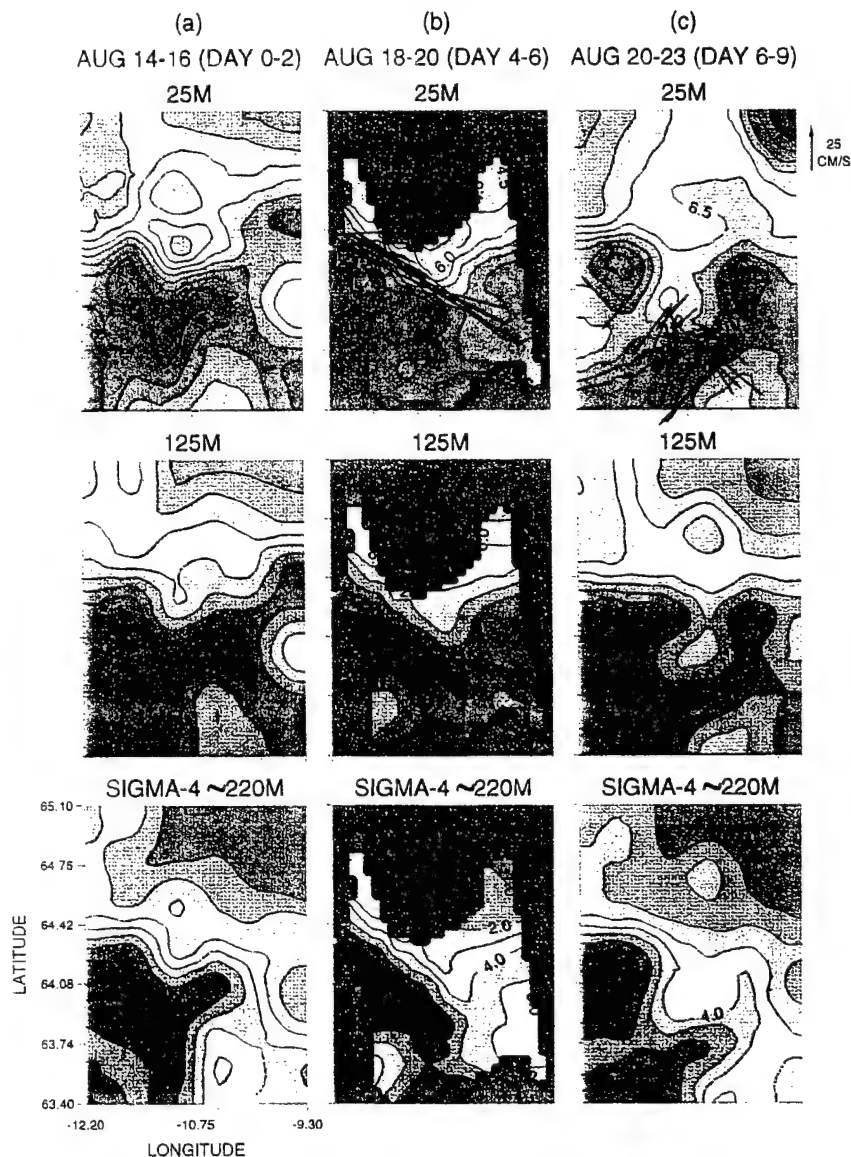 (a) (b) (c)
AUG 14-16 (DAY 0-2) AUG 18-20 (DAY 4-6) AUG 20-23 (DAY 6-9)
25M 25M 25M
25
CM/S
6.5
6.0
125M 125M 125M
SIGMA-4 ~220M SIGMA-4 ~220M SIGMA-4 ~220M
65.10
64.75
64.42
64.08
63.74
63.40
LATITUDE
2.0
4.0
4.0
-12.20 -10.75 -9.30
LONGITUDE